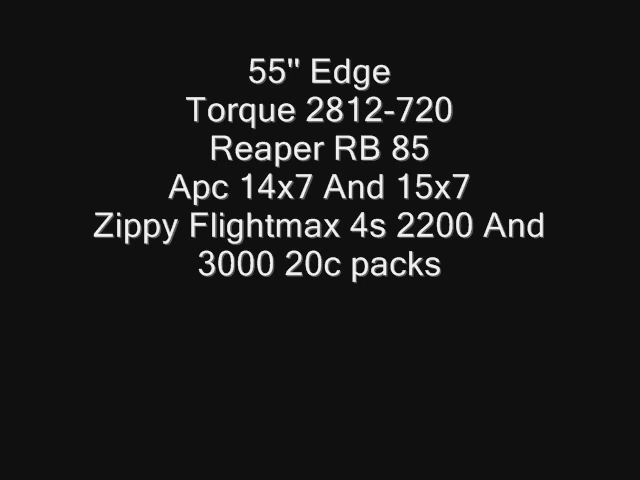 55" Edge
Torque 2812-720
Reaper RB 85
Apc 14x7 And 15x7
Zippy Flightmax 4s 2200 And
3000 20c packs